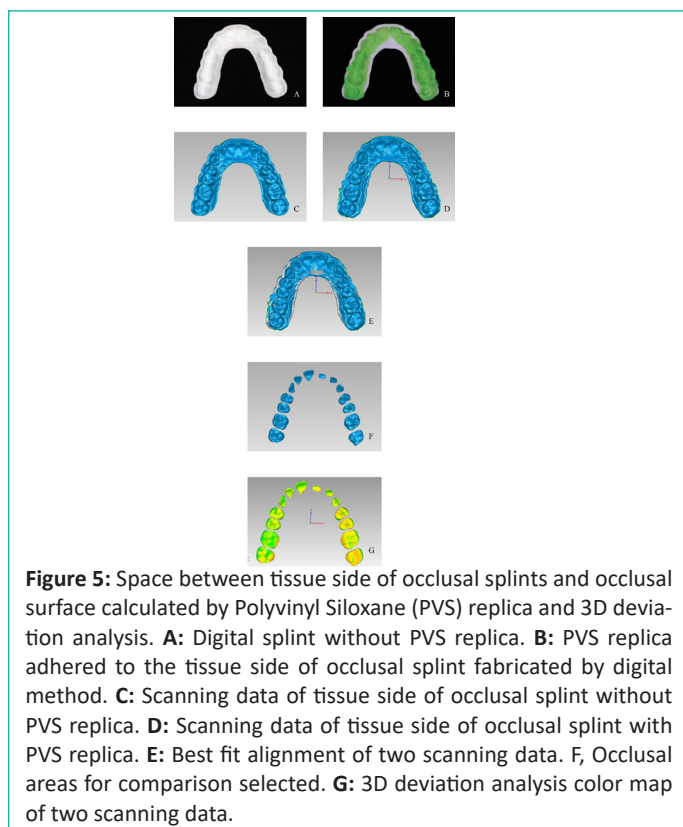 A
B
C
D
E
F
G
Figure 5: Space between tissue side of occlusal splints and occlusal
surface calculated by Polyvinyl Siloxane (PVS) replica and 3D devia-
tion analysis. A: Digital splint without PVS replica. B: PVS replica
adhered to the tissue side of occlusal splint fabricated by digital
method. C: Scanning data of tissue side of occlusal splint without
PVS replica. D: Scanning data of tissue side of occlusal splint with
PVS replica. E: Best fit alignment of two scanning data. F, Occlusal
areas for comparison selected. G: 3D deviation analysis color map
of two scanning data.